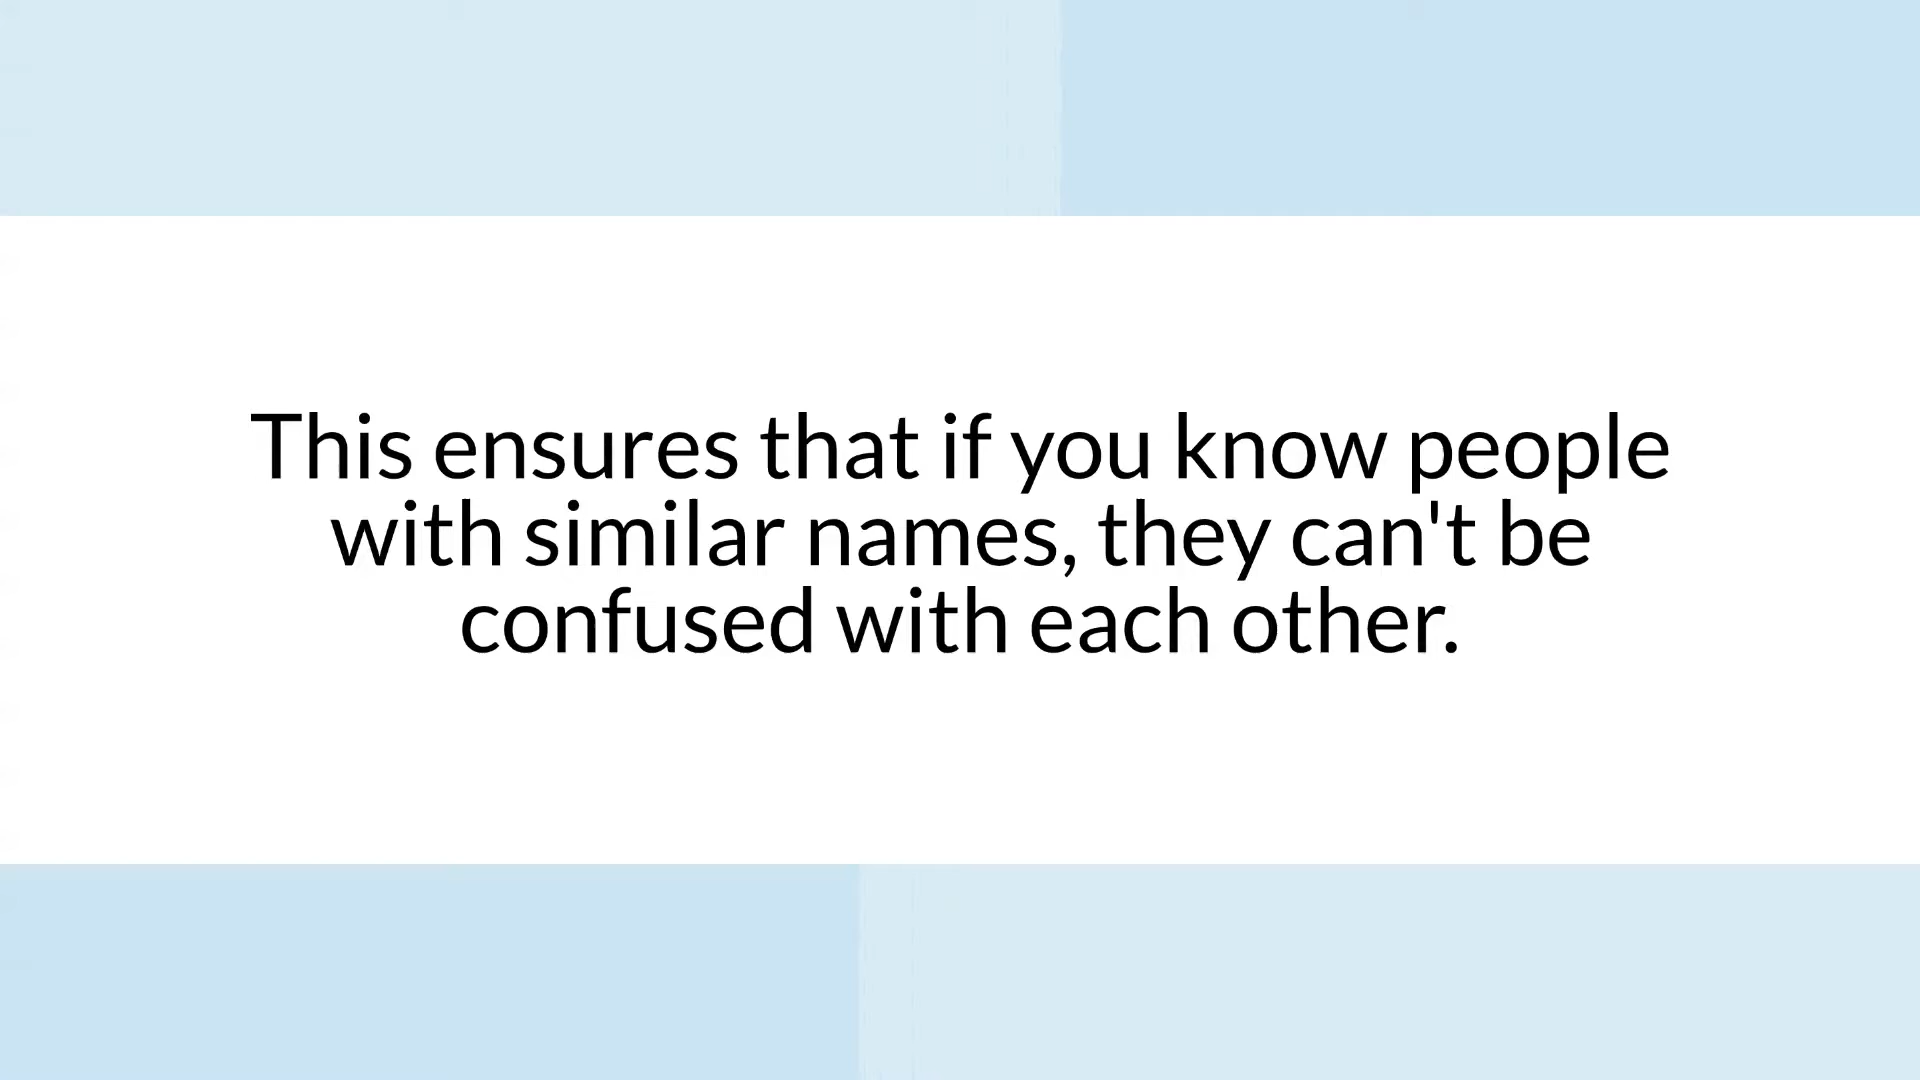 This ensures that if you know people
with similar names, they can't be
confused with each other.